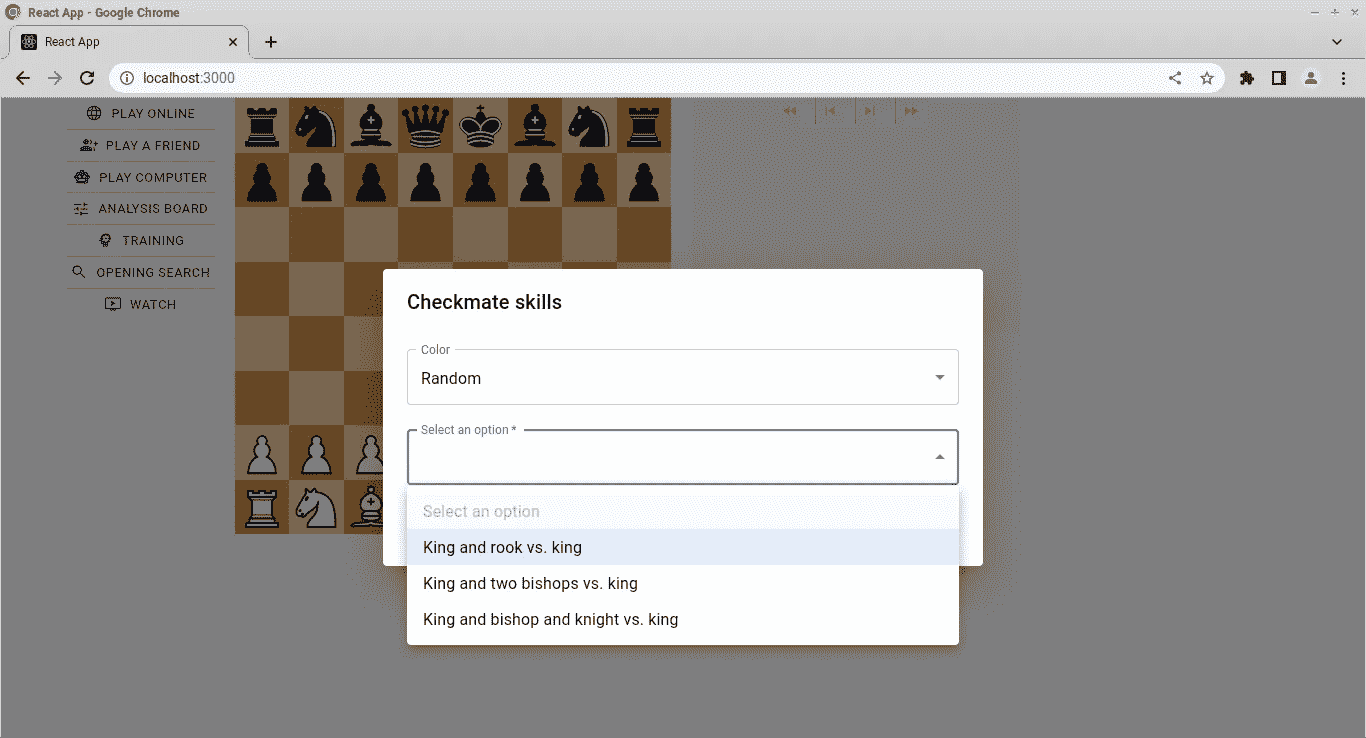 React App - Google Chrome
React App
localhost:3000
PLAY ONLINE
PLAY A FRIEND
PLAY COMPUTER
ANALYSIS BOARD
TRAINING
OPENING SEARCH
WATCH
Checkmate skills
Color
Random
Select an option *
Select an option
King and rook vs. king
King and two bishops vs. king
King and bishop and knight vs. king